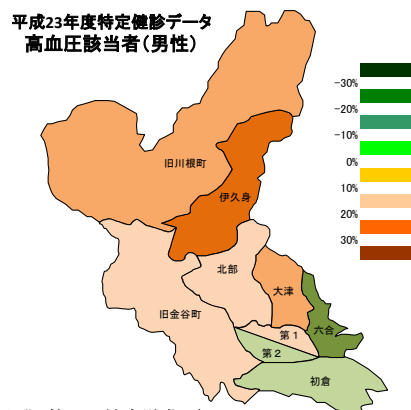 平成23年度特定健診データ
高血圧該当者(男性)
-30%
-20%
-10%
0%
10%
20%
30%
旧川根町
伊久身
北部
大津
旧金谷町
第1
六合
第2
初倉